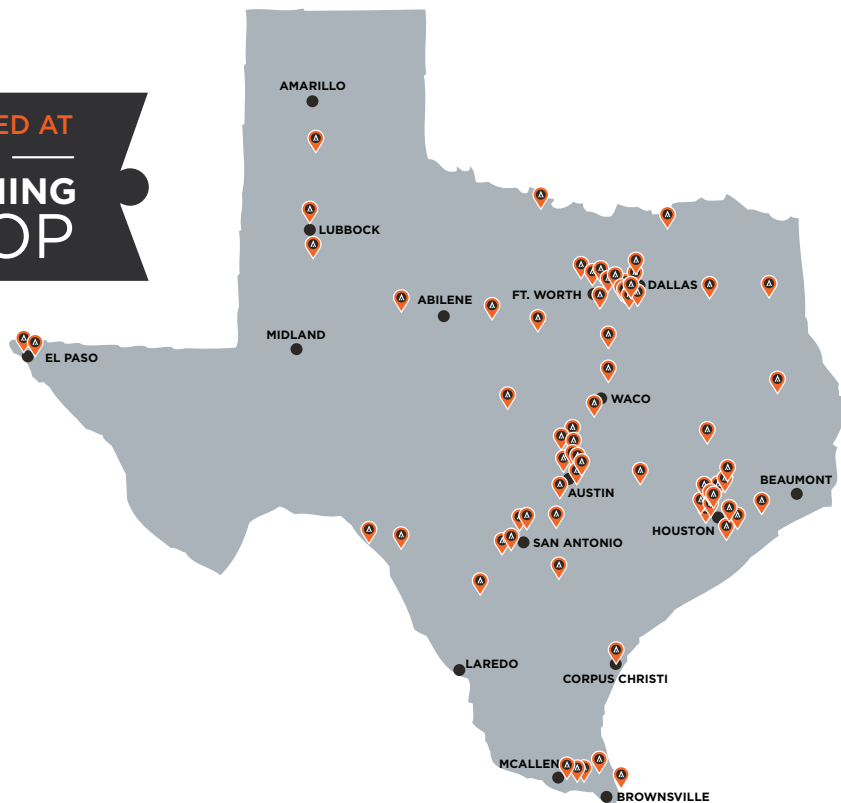 ED AT
OP
AMARILLO
LUBBOCK
ABILENE
FT. WORTH
DALLAS
MIDLAND
EL PASO
WACO
AUSTIN
BEAUMONT
HOUSTON
SAN ANTONIO
LAREDO
CORPUS CHRISTI
MCALLEN
BROWNSVILLE